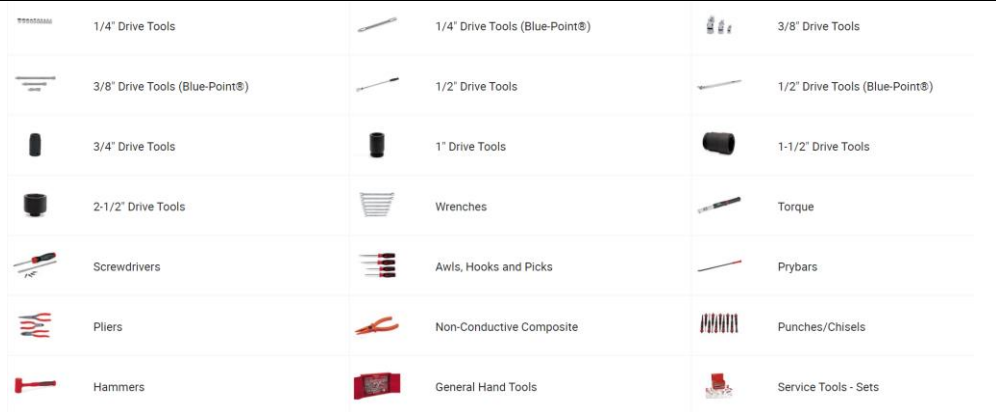 1/4" Drive Tools
1/4" Drive Tools (Blue-Point®)
3/8" Drive Tools
3/8" Drive Tools (Blue-Point®)
1/2" Drive Tools
1/2" Drive Tools (Blue-Point®)
3/4" Drive Tools
1" Drive Tools
1-1/2" Drive Tools
2-1/2" Drive Tools
Wrenches
Torque
Screwdrivers
Awls, Hooks and Picks
Prybars
Pliers
Non-Conductive Composite
Punches/Chisels
Hammers
General Hand Tools
Service Tools - Sets